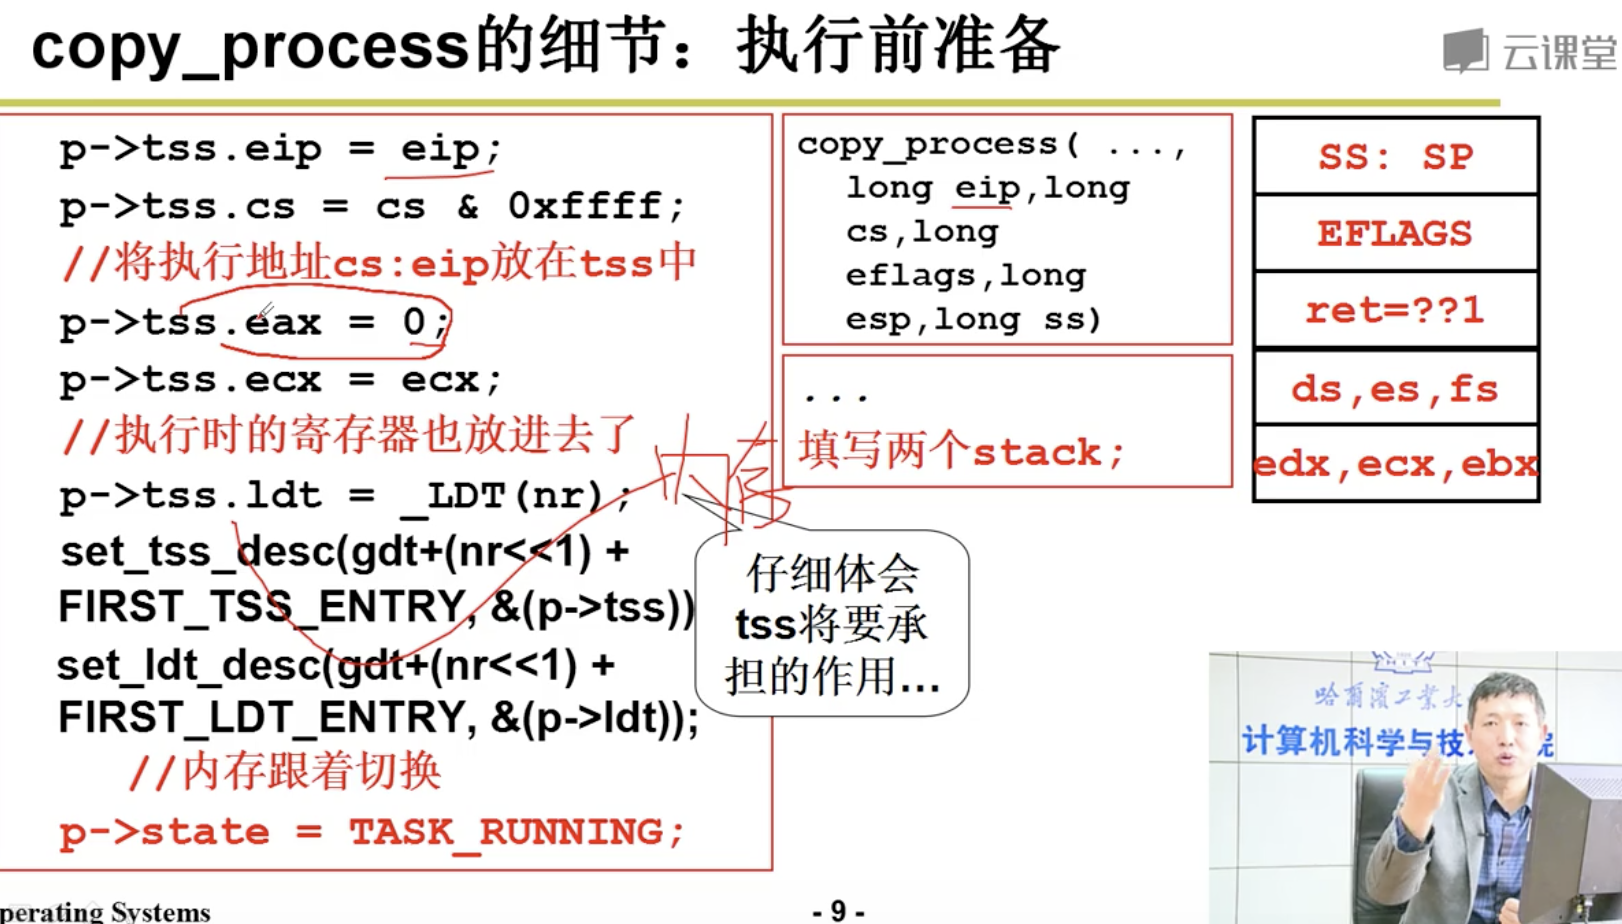 copy_process的细节：执行前准备
云课堂
p->tss.eip = eip;
p->tss.cs = cs & 0xffff;
//将执行地址cs:eip放在tss中
p->tss.eax = 0;
p->tss.ecx = ecx;
//执行时的寄存器也放进去了
p->tss.ldt = _LDT(nr);
set_tss_desc(gdt+(nr<<1) +
FIRST_TSS_ENTRY, &(p->tss))
set_ldt_desc(gdt+(nr<<1) +
FIRST_LDT_ENTRY, &(p->ldt));
//内存跟着切换
p->state = TASK_RUNNING;
copy_process( ...,
long eip,long
cs,long
eflags,long
esp,long ss)
...
填写两个stack;
内存
仔细体会
tss将要承
担的作用...
SS: SP
EFLAGS
ret=??1
ds,es,fs
edx,ecx,ebx
哈尔滨工业大
计算机科学与技 院
perating Systems
- 9 -